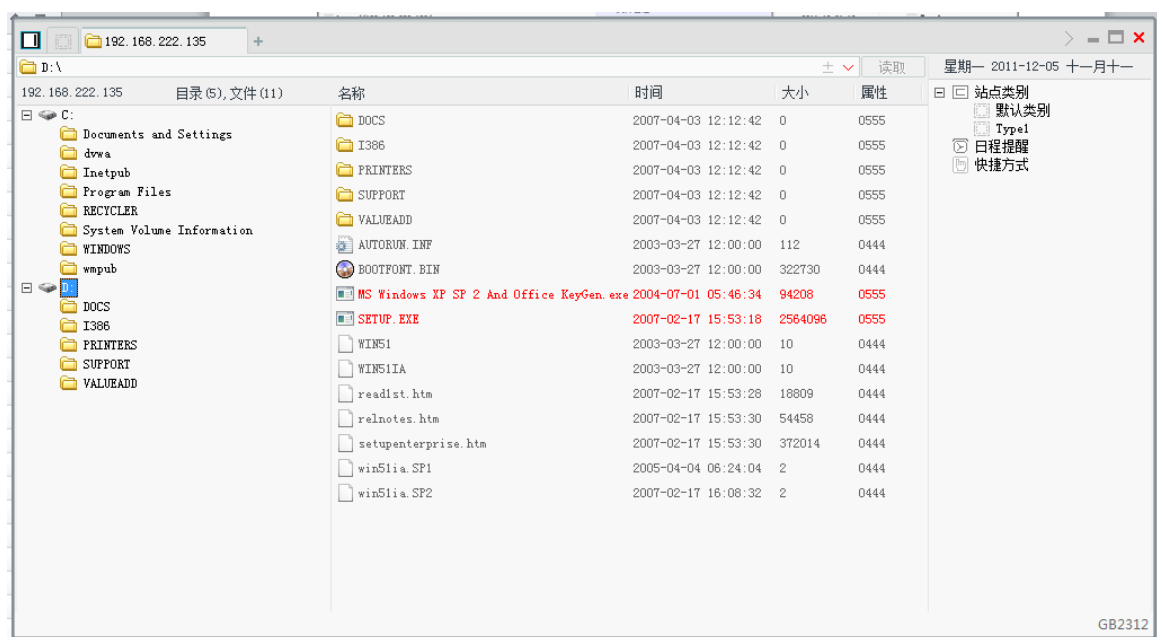 192.168.222.135 +
D:\ 读取 星期一 2011-12-05 十一月十一
192.168.222.135 目录(5),文件(11) 名称 时间 大小 属性
C:
Documents and Settings
dvwa
Inetpub
Program Files
RECYCLER
System Volume Information
WINDOWS
wmpub
D:
DOCS
I386
PRINTERS
SUPPORT
VALUEADD
DOCS 2007-04-03 12:12:42 0 0555
I386 2007-04-03 12:12:42 0 0555
PRINTERS 2007-04-03 12:12:42 0 0555
SUPPORT 2007-04-03 12:12:42 0 0555
VALUEADD 2007-04-03 12:12:42 0 0555
AUTORUN.INF 2003-03-27 12:00:00 112 0444
BOOTFONT.BIN 2003-03-27 12:00:00 322730 0444
MS Windows XP SP 2 And Office KeyGen.exe 2004-07-01 05:46:34 94208 0555
SETUP.EXE 2007-02-17 15:53:18 2564096 0555
WIN51 2003-03-27 12:00:00 10 0444
WIN51IA 2003-03-27 12:00:00 10 0444
read1st.htm 2007-02-17 15:53:28 18809 0444
relnotes.htm 2007-02-17 15:53:30 54458 0444
setupenterprise.htm 2007-02-17 15:53:30 372014 0444
win51ia.SP1 2005-04-04 06:24:04 2 0444
win51ia.SP2 2007-02-17 16:08:32 2 0444
站点类别
默认类别
Type1
日程提醒
快捷方式
GB2312